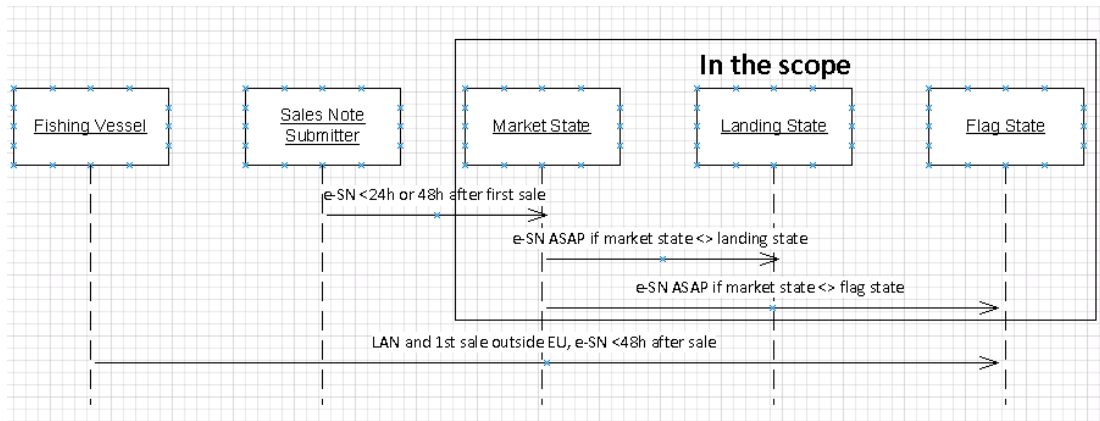 In the scope
Fishing Vessel
Sales Note
Submitter
Market State
Landing State
Flag State
e-SN <24h or 48h after first sale
e-SN ASAP if market state <> landing state
e-SN ASAP if market state <> flag state
LAN and 1st sale outside EU, e-SN <48h after sale